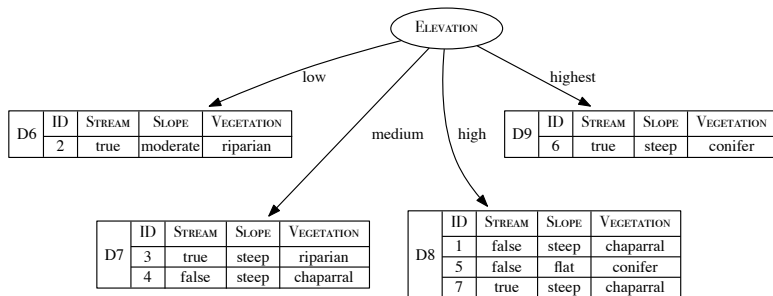 ELEVATION
low
medium
high
highest
D6
ID STREAM SLOPE VEGETATION
2 true moderate riparian
D9
ID STREAM SLOPE VEGETATION
6 true steep conifer
D7
ID STREAM SLOPE VEGETATION
3 true steep riparian
4 false steep chaparral
D8
ID STREAM SLOPE VEGETATION
1 false steep chaparral
5 false flat conifer
7 true steep chaparral